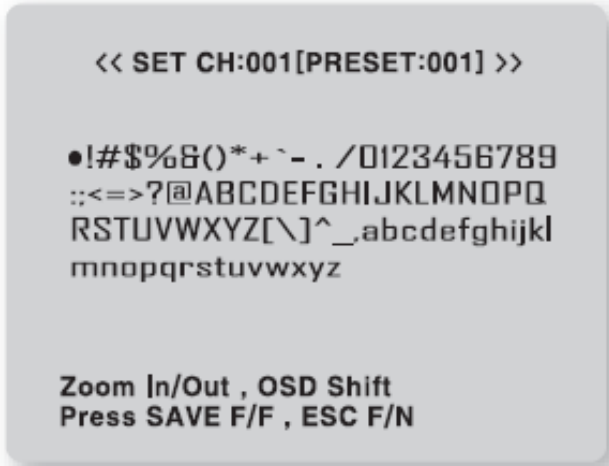 << SET CH:001[PRESET:001] >>
●!#$%&()*+`-./0123456789
:;<=>?@ABCDEFGHIJKLMNOPQ
RSTUVWXYZ[\]^_,abcdefghijkl
mnopqrstuvwxyz
Zoom In/Out , OSD Shift
Press SAVE F/F , ESC F/N